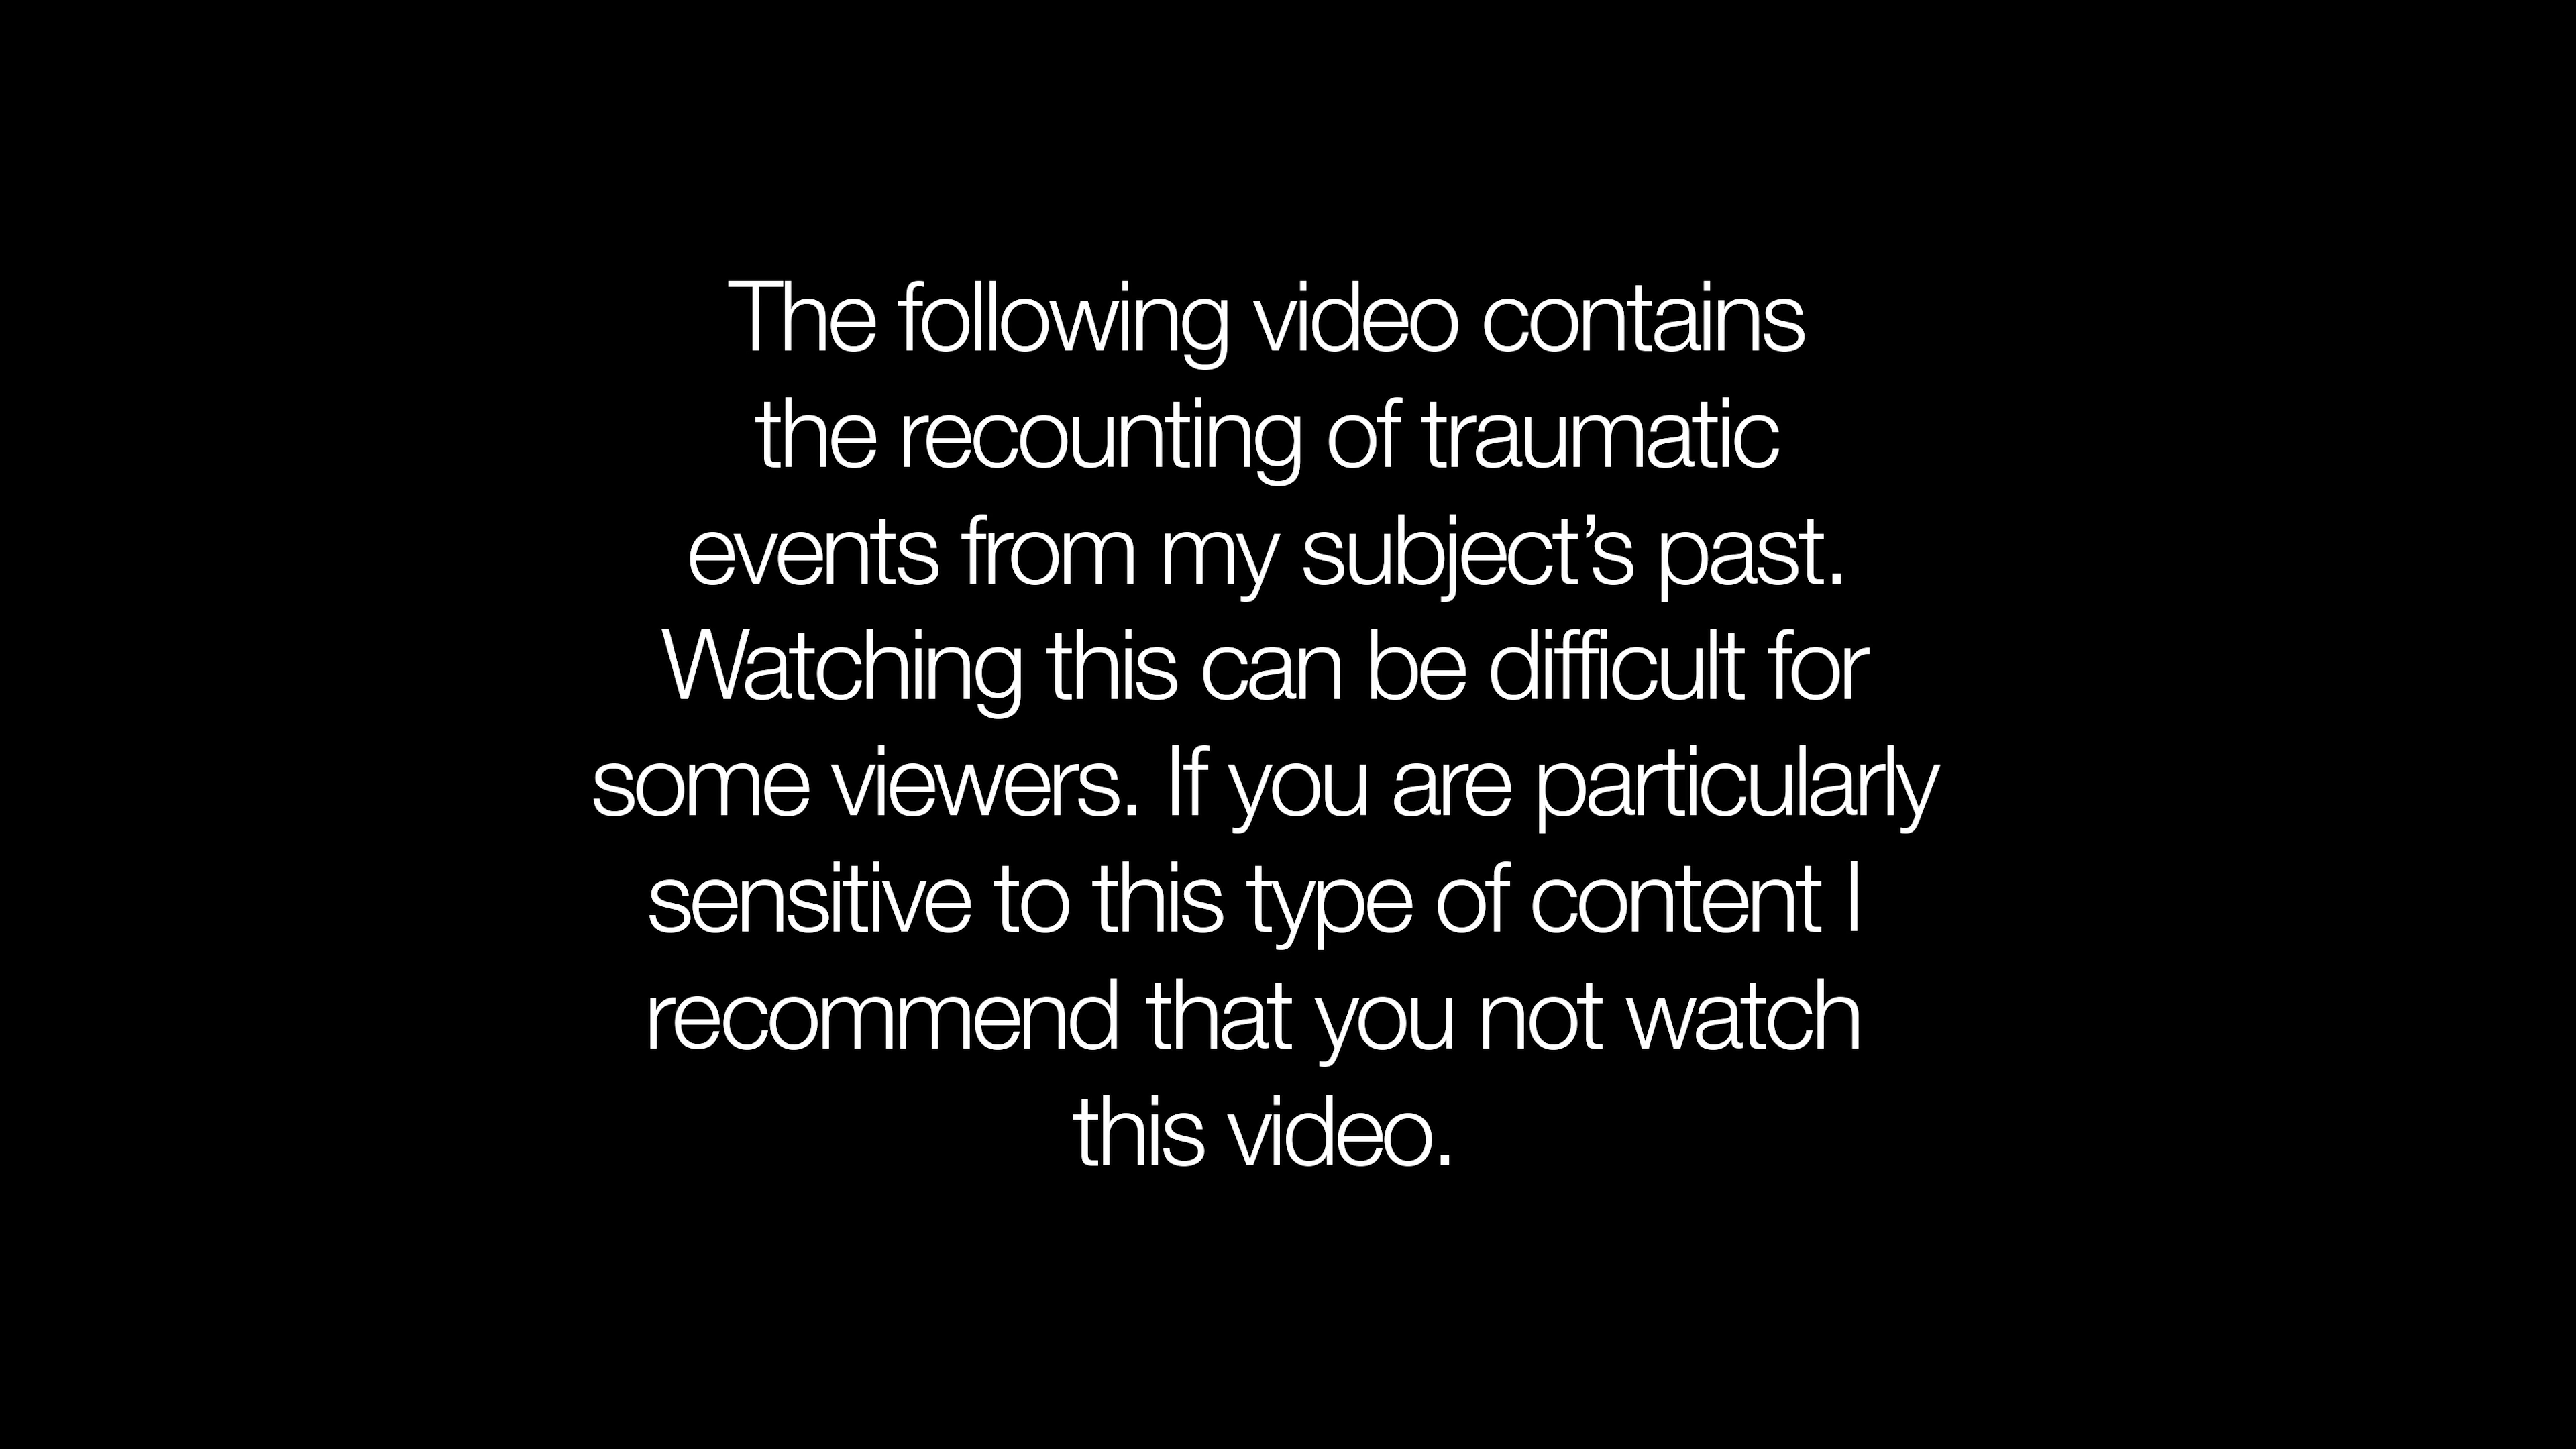 The following video contains
the recounting of traumatic
events from my subject’s past.
Watching this can be difficult for
some viewers. If you are particularly
sensitive to this type of content I
recommend that you not watch
this video.